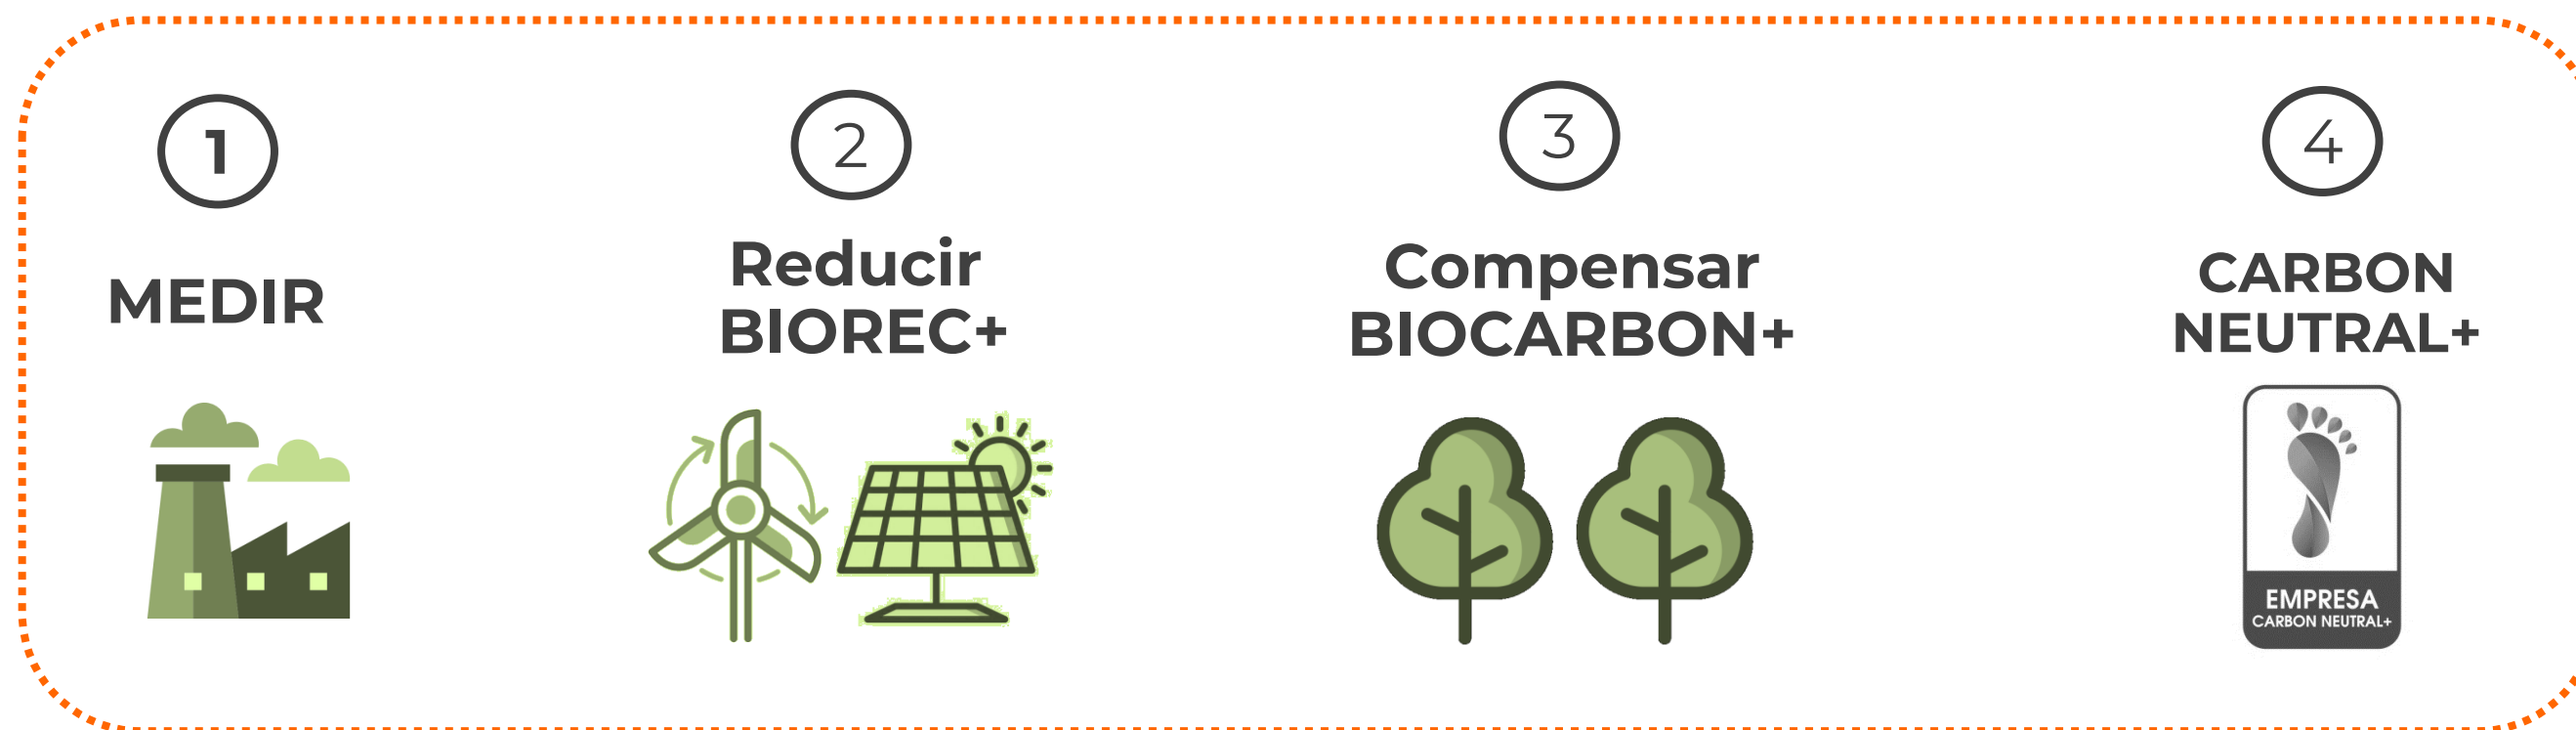 1
MEDIR
2
Reducir
BIOREC+
3
Compensar
BIOCARBON+
4
CARBON
NEUTRAL+
EMPRESA
CARBON NEUTRAL+